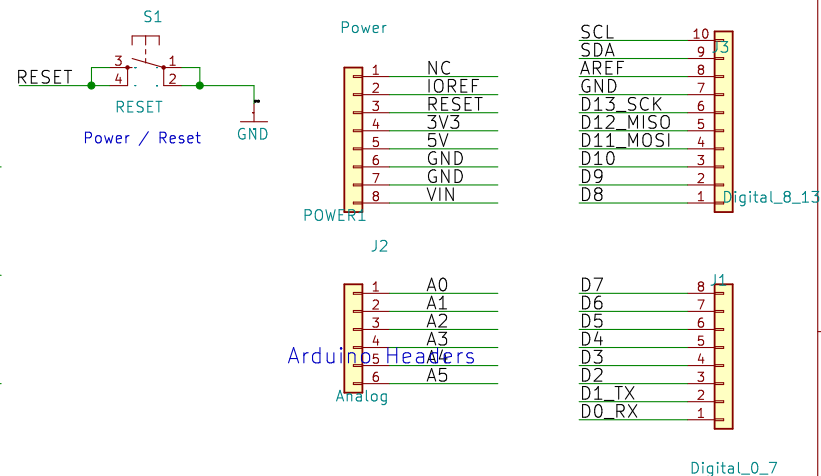 S1
3 1
4 2
RESET
RESET
Power / Reset
GND
Power
1 NC
2 IOREF
3 RESET
4 3V3
5 5V
6 GND
7 GND
8 VIN
POWER1
J2
1 A0
2 A1
3 A2
4 A3
5 A4
6 A5
Arduino Headers
Analog
J3
SCL 10
SDA 9
AREF 8
GND 7
D13_SCK 6
D12_MISO 5
D11_MOSI 4
D10 3
D9 2
D8 1
Digital_8_13
J1
D7 8
D6 7
D5 6
D4 5
D3 4
D2 3
D1_TX 2
D0_RX 1
Digital_0_7